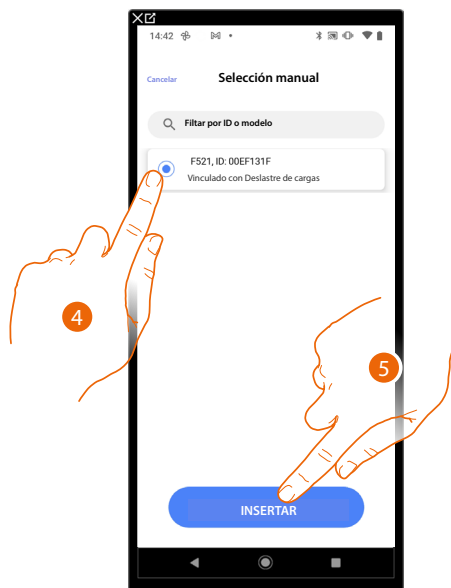 14:42
Cancelar
Selección manual
Filtar por ID o modelo
F521, ID: 00EF131F
Vinculado con Deslastre de cargas
4
5
INSERTAR